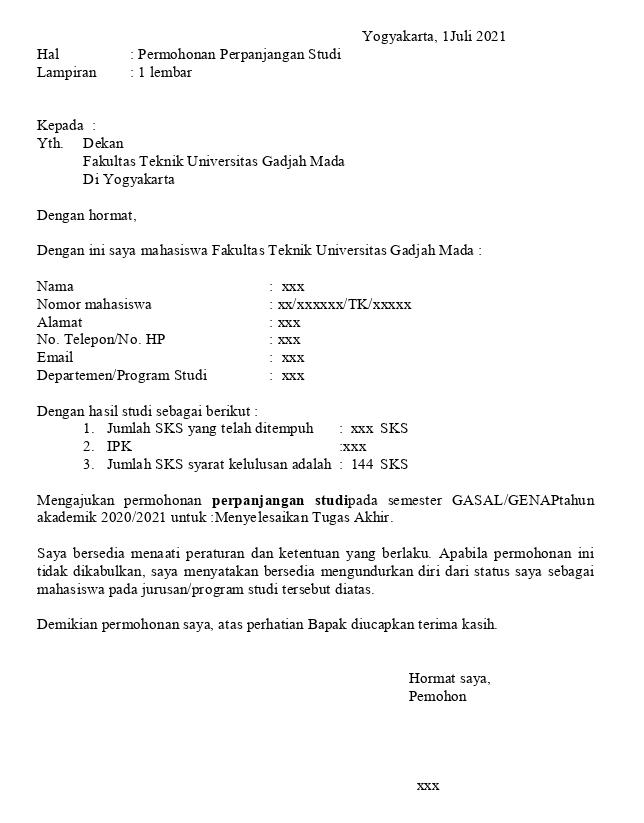 Yogyakarta, 1Juli 2021
Hal : Permohonan Perpanjangan Studi
Lampiran : 1 lembar
Kepada :
Yth. Dekan
Fakultas Teknik Universitas Gadjah Mada
Di Yogyakarta
Dengan hormat,
Dengan ini saya mahasiswa Fakultas Teknik Universitas Gadjah Mada :
Nama : xxx
Nomor mahasiswa : xx/xxxxxx/TK/xxxxx
Alamat : xxx
No. Telepon/No. HP : xxx
Email : xxx
Departemen/Program Studi : xxx
Dengan hasil studi sebagai berikut :
1. Jumlah SKS yang telah ditempuh : xxx SKS
2. IPK :xxx
3. Jumlah SKS syarat kelulusan adalah : 144 SKS
Mengajukan permohonan perpanjangan studipada semester GASAL/GENAPtahun
akademik 2020/2021 untuk :Menyelesaikan Tugas Akhir.
Saya bersedia menaati peraturan dan ketentuan yang berlaku. Apabila permohonan ini
tidak dikabulkan, saya menyatakan bersedia mengundurkan diri dari status saya sebagai
mahasiswa pada jurusan/program studi tersebut diatas.
Demikian permohonan saya, atas perhatian Bapak diucapkan terima kasih.
Hormat saya,
Pemohon
xxx